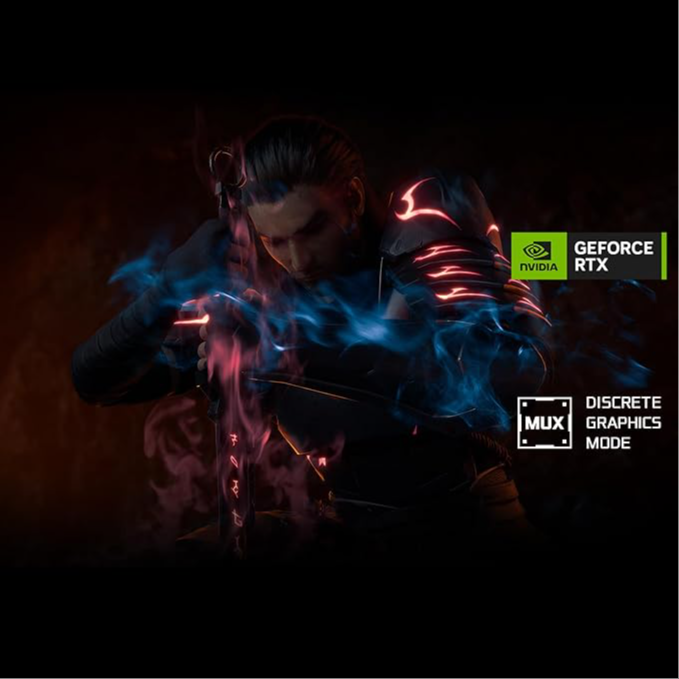 NVIDIA
GEFORCE
RTX
MUX
DISCRETE
GRAPHICS
MODE